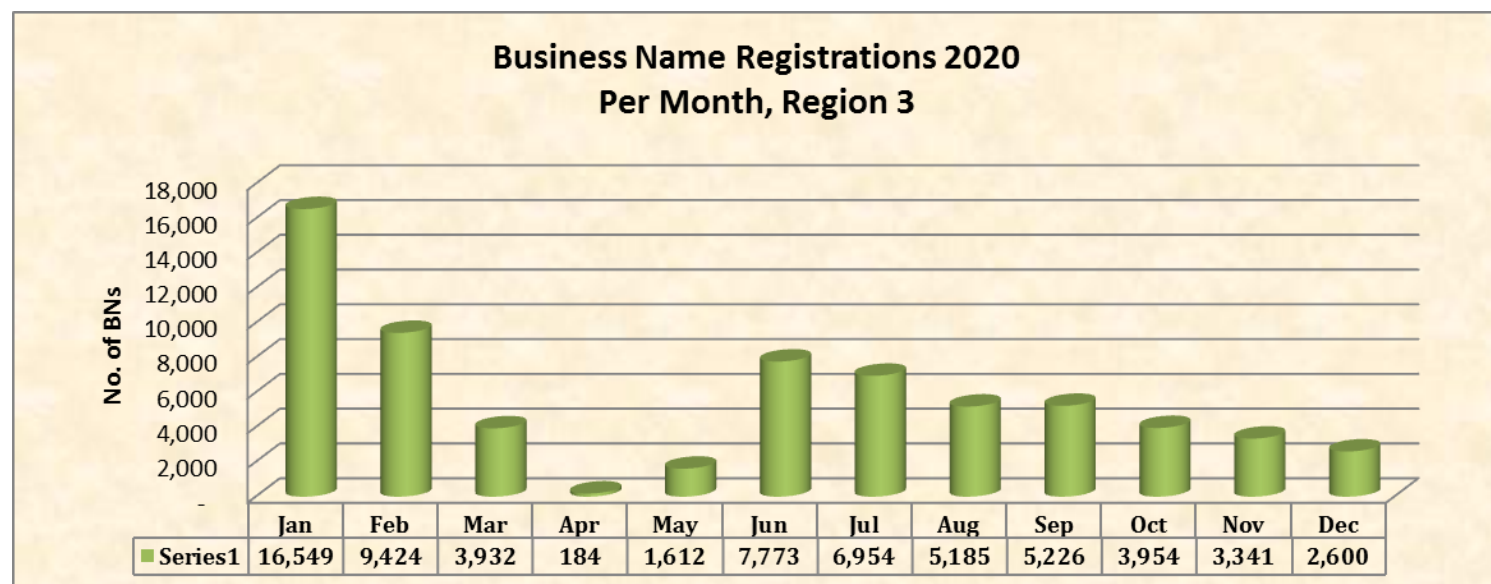 Business Name Registrations 2020
Per Month, Region 3
No. of BNs
18,000
16,000
14,000
12,000
10,000
8,000
6,000
4,000
2,000
-
Jan Feb Mar Apr May Jun Jul Aug Sep Oct Nov Dec
Series1 16,549 9,424 3,932 184 1,612 7,773 6,954 5,185 5,226 3,954 3,341 2,600